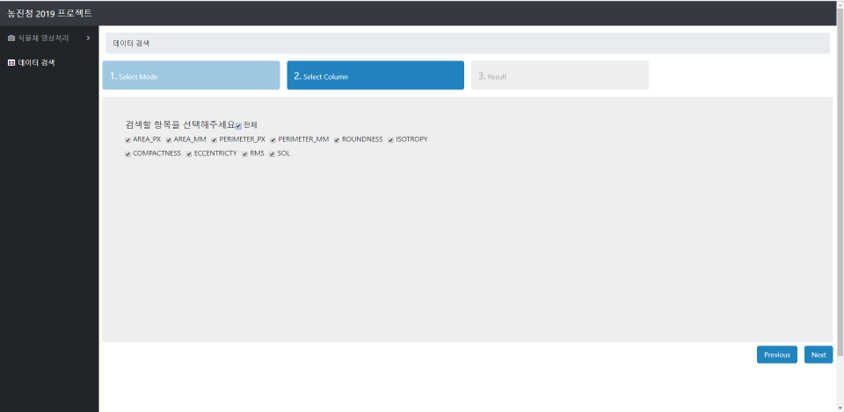 농진청 2019 프로젝트
식물체 영상처리
데이터 검색
데이터 검색
1. Select Mode
2. Select Column
3. Result
검색할 항목을 선택해주세요 전체
AREA_PX AREA_MM PERIMETER_PX PERIMETER_MM ROUNDNESS ISOTROPY
COMPACTNESS ECCENTRICTY RMS SOL
Previous Next